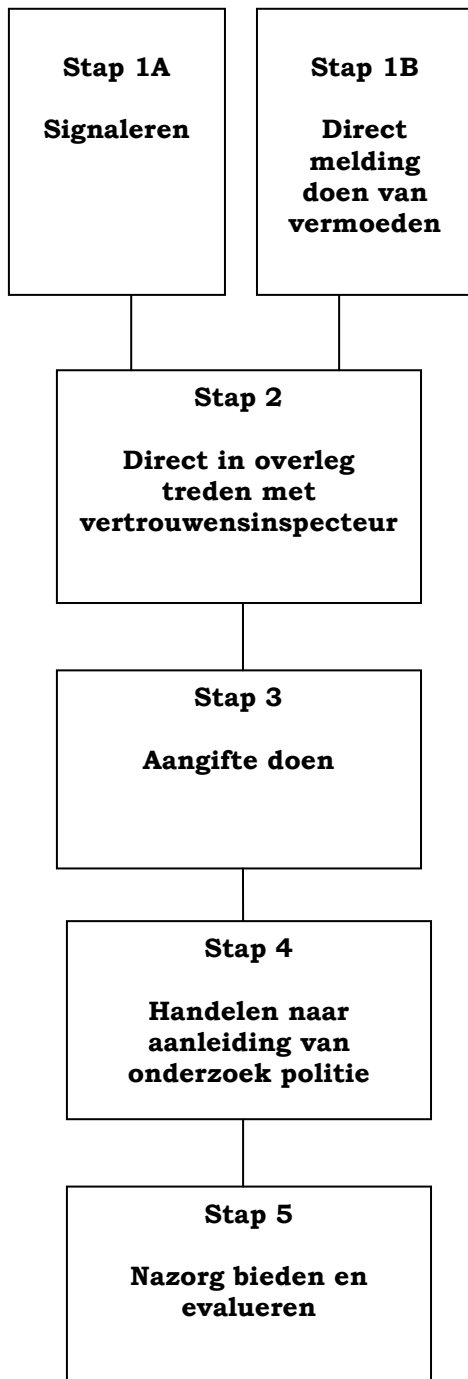 Stap 1A
Signaleren
Stap 1B
Direct
melding
doen van
vermoeden
Stap 2
Direct in overleg
treden met
vertrouwensinspecteur
Stap 3
Aangifte doen
Stap 4
Handelen naar
aanleiding van
onderzoek politie
Stap 5
Nazorg bieden en
evalueren